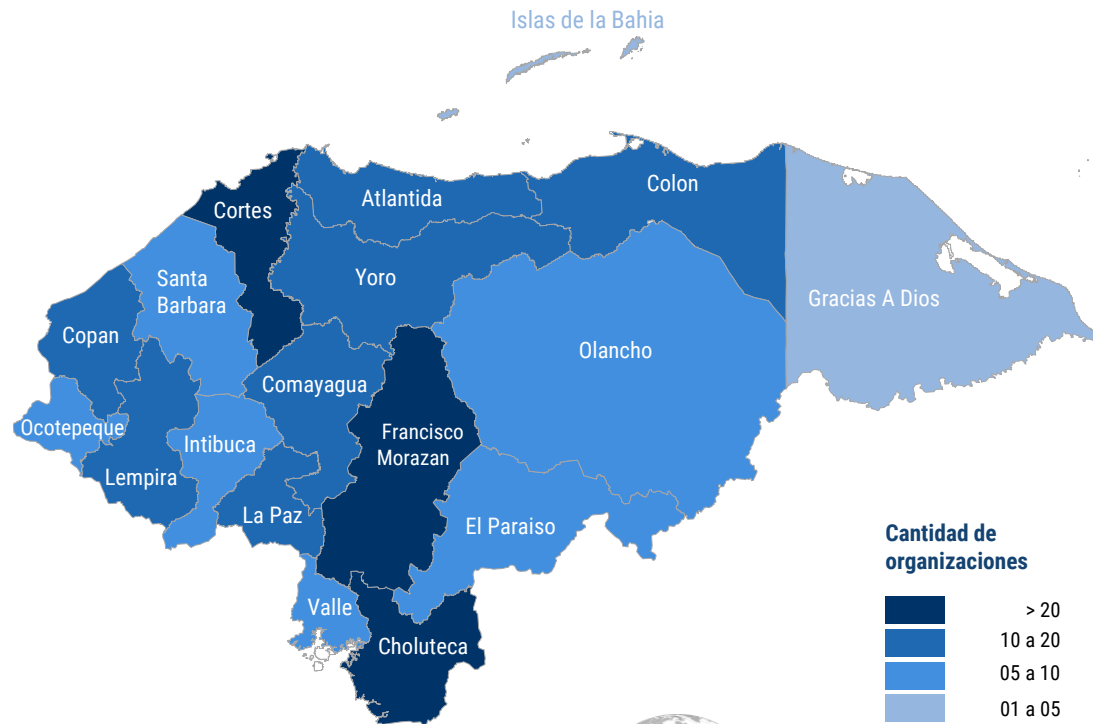 Islas de la Bahia
Cortes
Atlantida
Colon
Santa
Barbara
Yoro
Gracias A Dios
Copan
Olancho
Comayagua
Ocotepeque
Intibuca
Francisco
Morazan
Lempira
La Paz
El Paraiso
Valle
Choluteca
Cantidad de
organizaciones
> 20
10 a 20
05 a 10
01 a 05